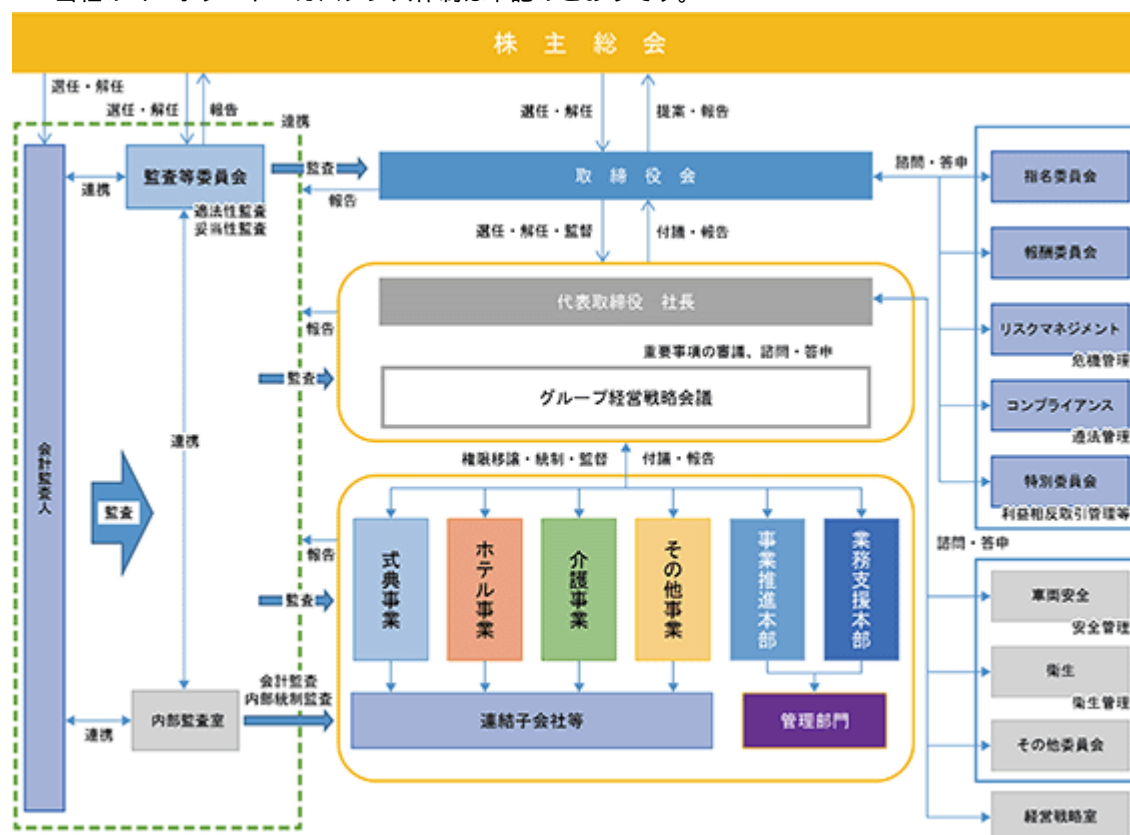 株主総会
選任・解任
選任・解任
報告
選任・解任
提案・報告
連携
監査等委員会
適法性監査
妥当性監査
連携
監査
報告
取締役会
諮問・答申
指名委員会
報酬委員会
リスクマネジメント
危機管理
コンプライアンス
遵法管理
特別委員会
利益相反取引管理等
選任・解任・監督
付議・報告
代表取締役 社長
重要事項の審議、諮問・答申
グループ経営戦略会議
報告
監査
会計監査人
監査
連携
権限移譲・統制・監督
付議・報告
式典事業
ホテル事業
介護事業
その他事業
事業推進本部
業務支援本部
報告
監査
会計監査
内部統制監査
連結子会社等
管理部門
内部監査室
連携
諮問・答申
車両安全
安全管理
衛生
衛生管理
その他委員会
経営戦略室